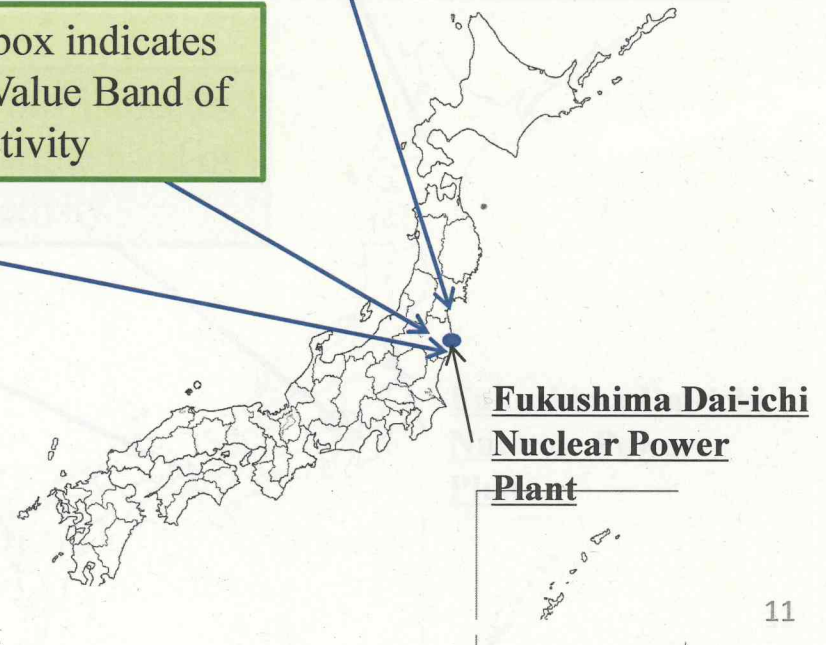 box indicates
Value Band of
tivity
Fukushima Dai-ichi
Nuclear Power
Plant
11